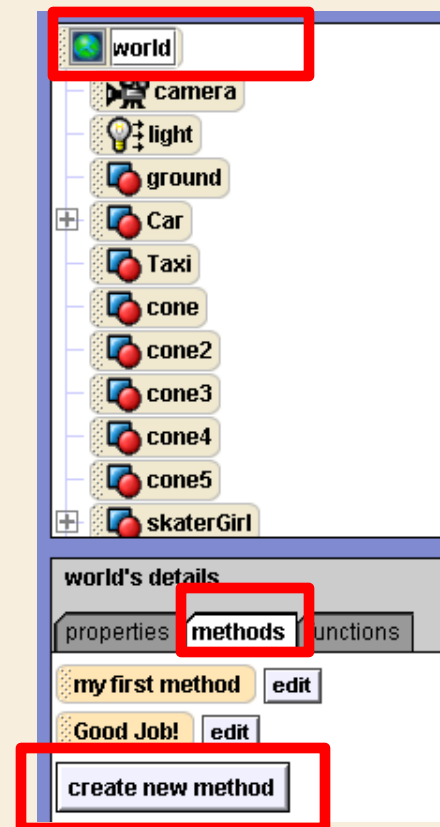 world
camera
light
ground
Car
Taxi
cone
cone2
cone3
cone4
cone5
skaterGirl
world's details
properties methods unctions
my first method edit
Good Job! edit
create new method